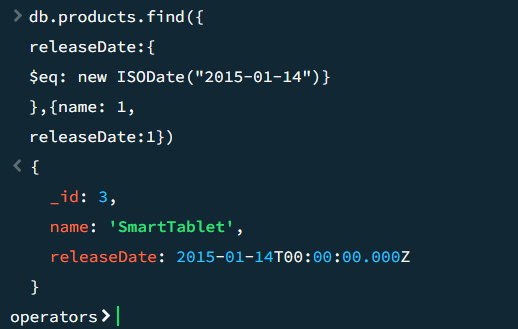 > db.products.find({
releaseDate:{
$eq: new ISODate("2015-01-14")}
},{name: 1,
releaseDate:1})
< {
_id: 3,
name: 'SmartTablet',
releaseDate: 2015-01-14T00:00:00.000Z
}
operators>